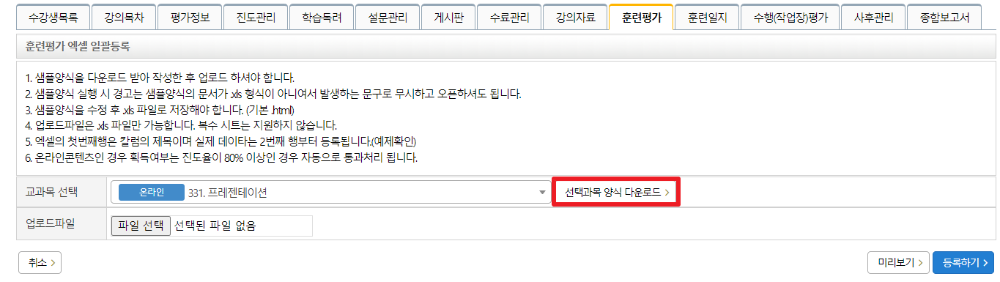 수강생목록 강의목차 평가정보 진도관리 학습독려 설문관리 게시판 수료관리 강의자료 훈련평가 훈련일지 수행(작업장)평가 사후관리 종합보고서
훈련평가 엑셀 일괄등록
1. 샘플양식을 다운로드 받아 작성한 후 업로드 하셔야 합니다.
2. 샘플양식 실행 시 경고는 샘플양식의 문서가 .xls 형식이 아니여서 발생하는 문구로 무시하고 오픈하셔도 됩니다.
3. 샘플양식을 수정 후 .xls 파일로 저장해야 합니다. (기본 .html)
4. 업로드파일은 .xls 파일만 가능합니다. 복수 시트는 지원하지 않습니다.
5. 엑셀의 첫번째행은 칼럼의 제목이며 실제 데이타는 2번째 행부터 등록됩니다.(예제확인)
6. 온라인콘텐츠인 경우 획득여부는 진도율이 80% 이상인 경우 자동으로 통과처리 됩니다.
교과목 선택 온라인 331. 프레젠테이션 선택과목 양식 다운로드 >
업로드파일 파일 선택 선택된 파일 없음
취소 > 미리보기 > 등록하기 >